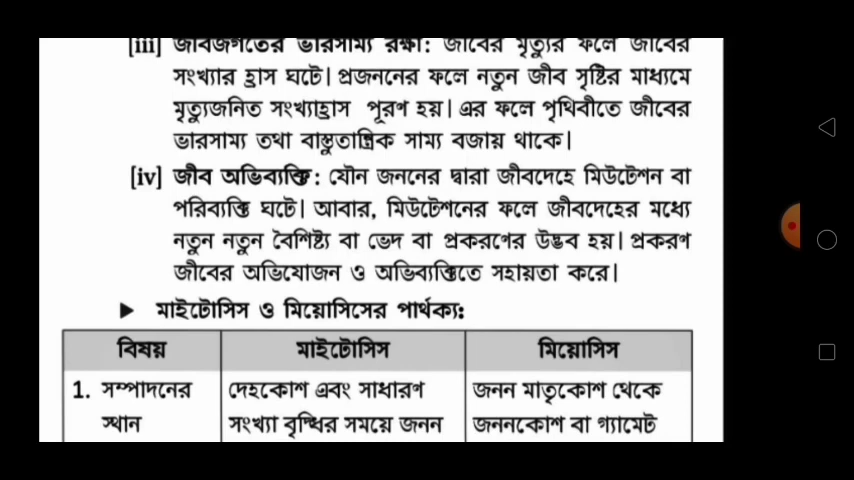 [iii] জীবজগতের ভারসাম্য রক্ষা: জীবের মৃত্যুর ফলে জীবের
সংখ্যার হ্রাস ঘটে। প্রজননের ফলে নতুন জীব সৃষ্টির মাধ্যমে
মৃত্যুজনিত সংখ্যাহ্রাস পূরণ হয়। এর ফলে পৃথিবীতে জীবের
ভারসাম্য তথা বাস্তুতান্ত্রিক সাম্য বজায় থাকে।
[iv] জীব অভিব্যক্তি: যৌন জননের দ্বারা জীবদেহে মিউটেশন বা
পরিব্যক্তি ঘটে। আবার, মিউটেশনের ফলে জীবদেহের মধ্যে
নতুন নতুন বৈশিষ্ট্য বা ভেদ বা প্রকরণের উদ্ভব হয়। প্রকরণ
জীবের অভিযোজন ও অভিব্যক্তিতে সহায়তা করে।
▶ মাইটোসিস ও মিয়োসিসের পার্থক্য:
বিষয় মাইটোসিস মিয়োসিস
1. সম্পাদনের দেহকোশ এবং সাধারণ জনন মাতৃকোশ থেকে
স্থান সংখ্যা বৃদ্ধির সময়ে জনন জননকোশ বা গ্যামেট